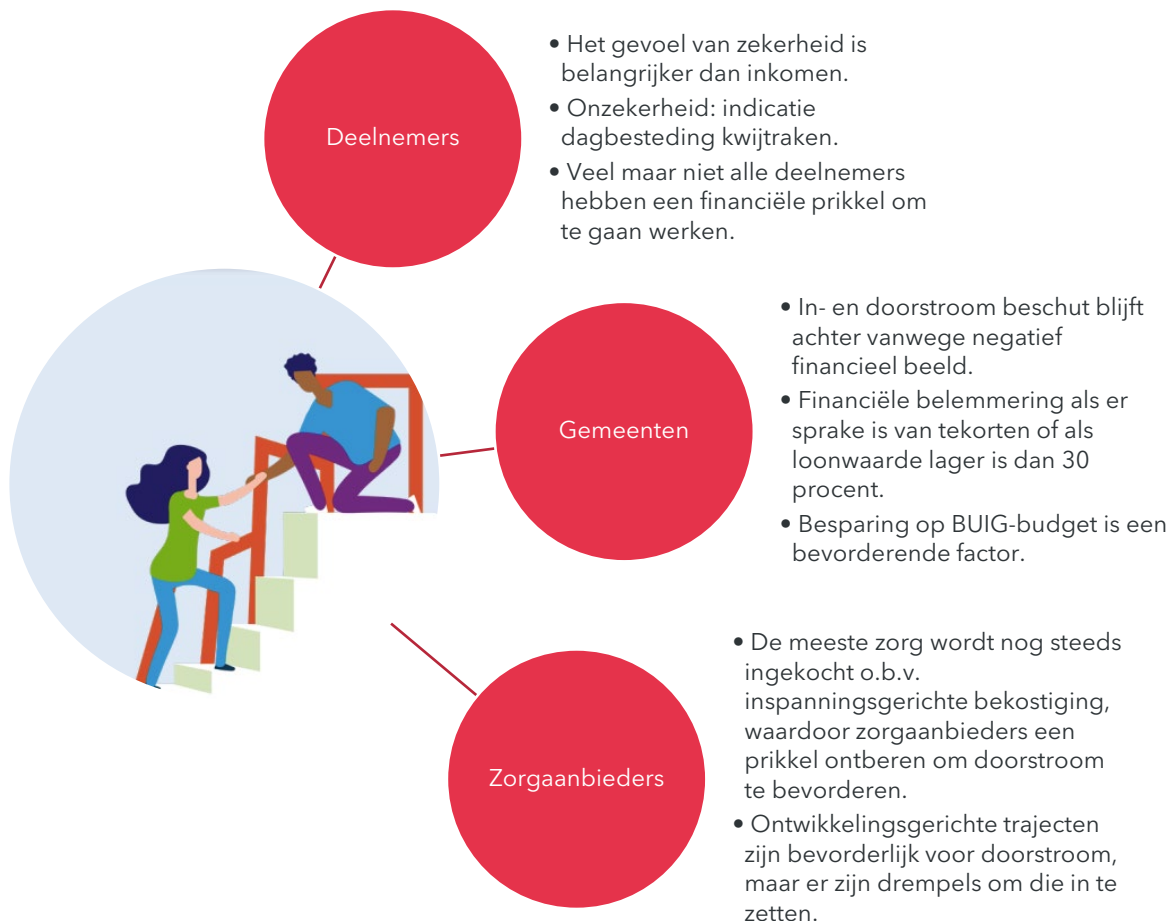 Deelnemers
• Het gevoel van zekerheid is
belangrijker dan inkomen.
• Onzekerheid: indicatie
dagbesteding kwijtraken.
• Veel maar niet alle deelnemers
hebben een financiële prikkel om
te gaan werken.
Gemeenten
• In- en doorstroom beschut blijft
achter vanwege negatief
financieel beeld.
• Financiële belemmering als er
sprake is van tekorten of als
loonwaarde lager is dan 30
procent.
• Besparing op BUIG-budget is een
bevorderende factor.
Zorgaanbieders
• De meeste zorg wordt nog steeds
ingekocht o.b.v.
inspanningsgerichte bekostiging,
waardoor zorgaanbieders een
prikkel ontberen om doorstroom
te bevorderen.
• Ontwikkelingsgerichte trajecten
zijn bevorderlijk voor doorstroom,
maar er zijn drempels om die in te
zetten.